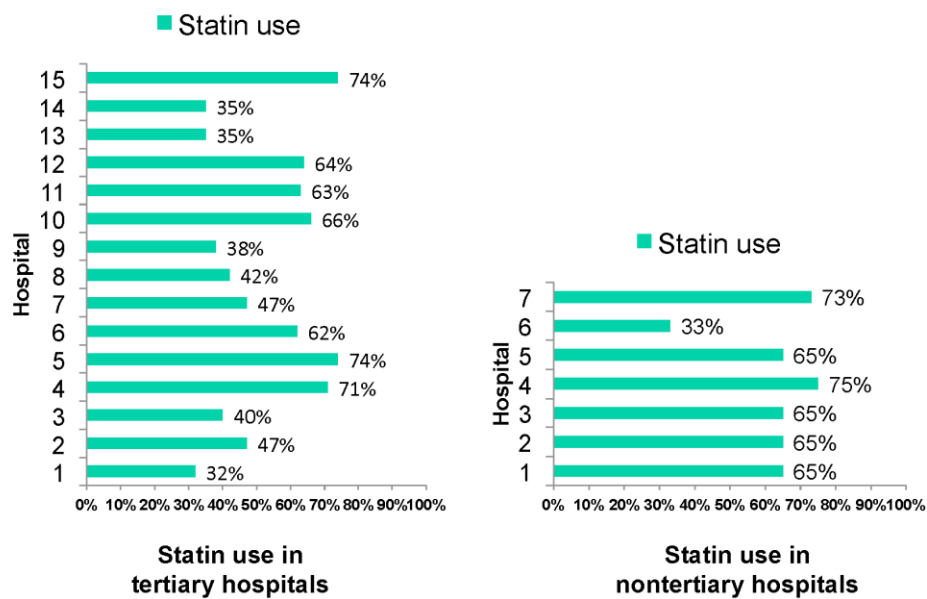 Statin use
Hospital
15 74%
14 35%
13 35%
12 64%
11 63%
10 66%
9 38%
8 42%
7 47%
6 62%
5 74%
4 71%
3 40%
2 47%
1 32%
0% 10% 20% 30% 40% 50% 60% 70% 80% 90%100%
Statin use in
tertiary hospitals
Statin use
Hospital
7 73%
6 33%
5 65%
4 75%
3 65%
2 65%
1 65%
0% 10% 20% 30% 40% 50% 60% 70% 80% 90%100%
Statin use in
nontertiary hospitals